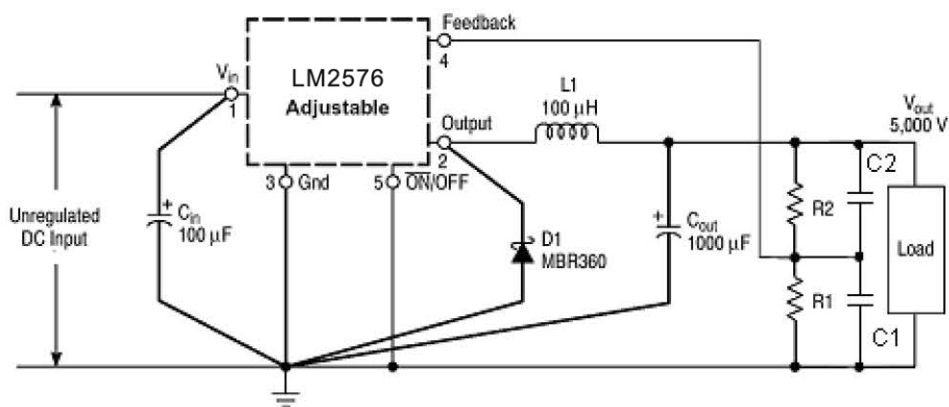 Feedback
4
LM2576
Adjustable
Vin
1
Output
2
L1
100 µH
Vout
5,000 V
3 Gnd
5 ON/OFF
Unregulated
DC Input
Cin
100 µF
+
D1
MBR360
+
Cout
1000 µF
R2
C2
Load
R1
C1